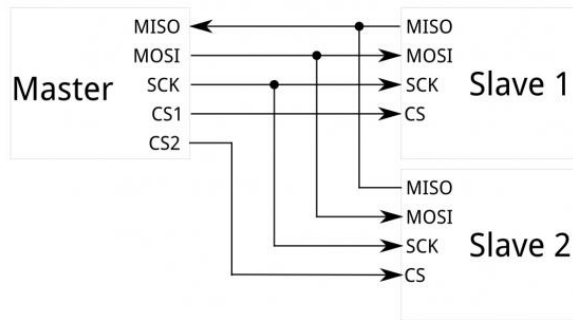 MISO
MOSI
SCK
CS1
CS2
Master
MISO
MOSI
SCK
CS
Slave 1
MISO
MOSI
SCK
CS
Slave 2